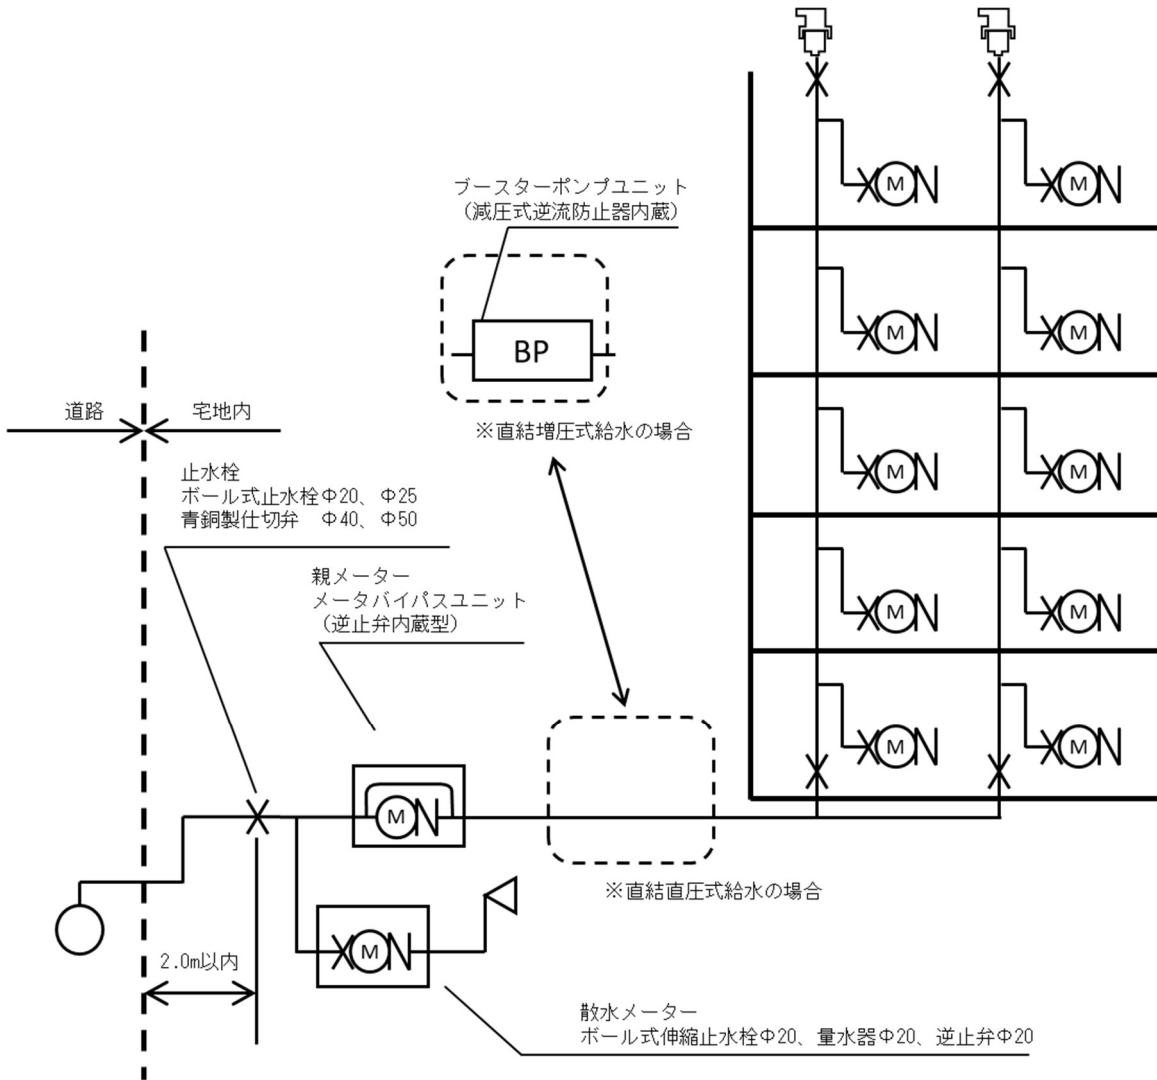 ブースターポンプユニット
（減圧式逆流防止器内蔵）
BP
※直結増圧式給水の場合
道路
宅地内
止水栓
ボール式止水栓Φ20、Φ25
青銅製仕切弁　Φ40、Φ50
親メーター
メータバイパスユニット
（逆止弁内蔵型）
M N
M N
M N
M N
M N
M N
M N
M N
M N
M N
M N
※直結直圧式給水の場合
M N
2.0m以内
散水メーター
ボール式伸縮止水栓Φ20、量水器Φ20、逆止弁Φ20